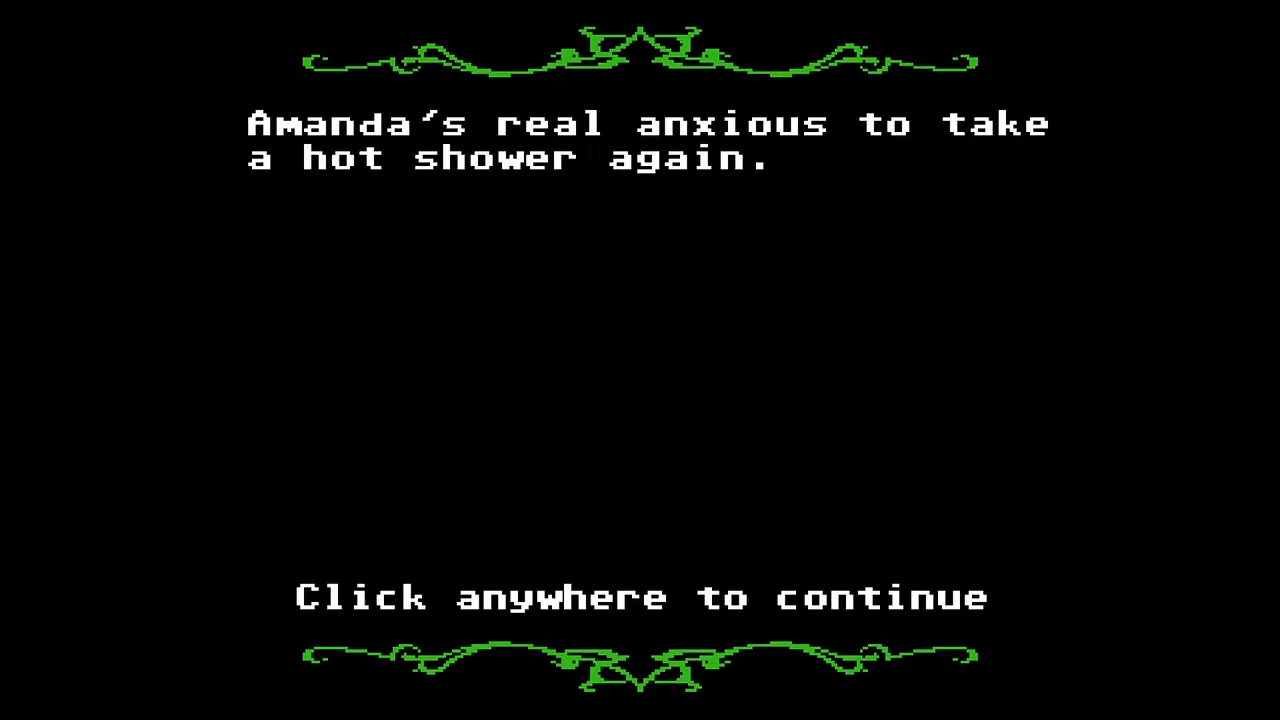 Amanda's real anxious to take
a hot shower again.
Click anywhere to continue